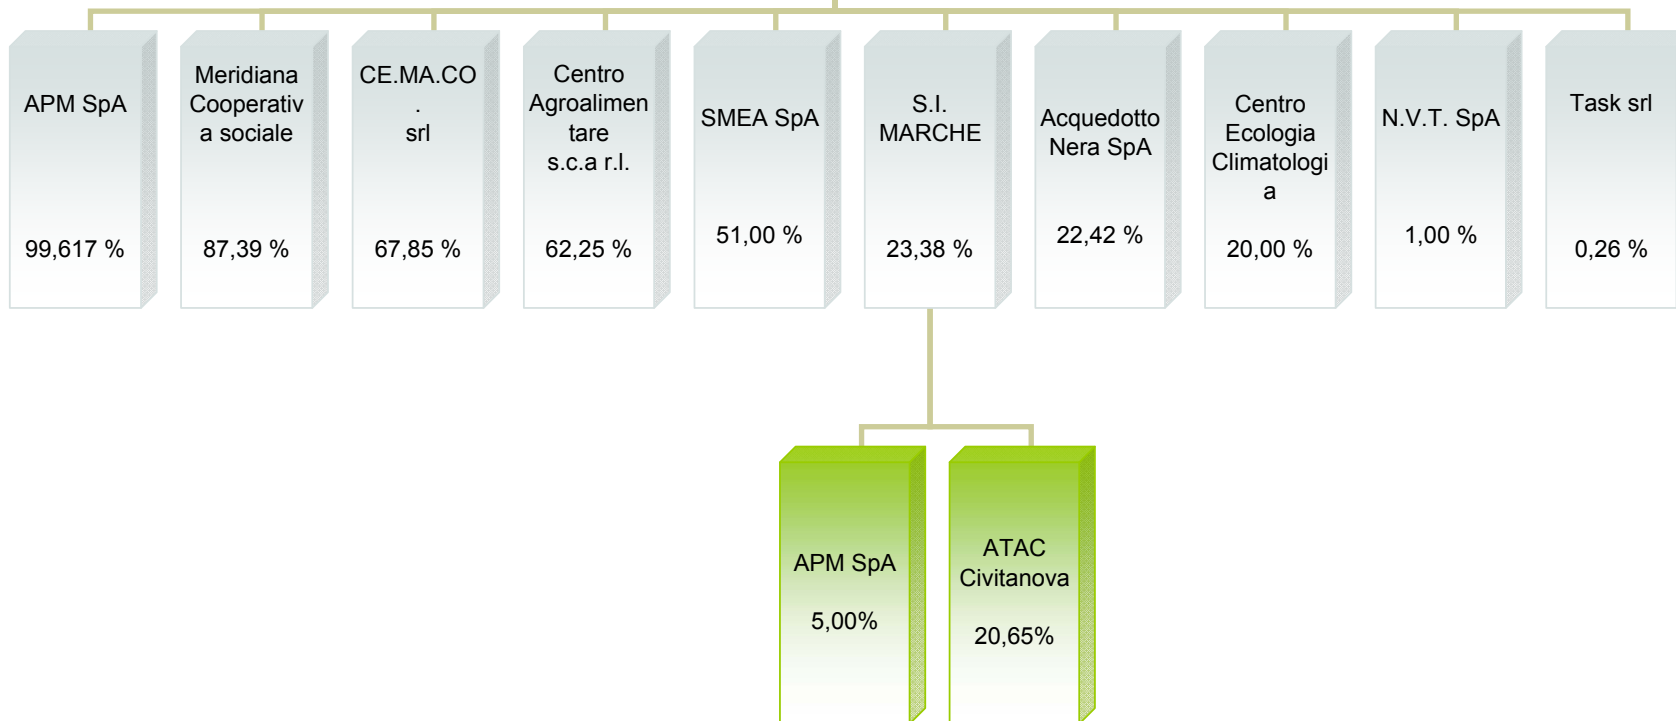 APM SpA
99,617 %
Meridiana
Cooperativ
a sociale
87,39 %
CE.MA.CO
.
srl
67,85 %
Centro
Agroalimen
tare
s.c.a r.l.
62,25 %
SMEA SpA
51,00 %
S.I.
MARCHE
23,38 %
Acquedotto
Nera SpA
22,42 %
Centro
Ecologia
Climatologi
a
20,00 %
N.V.T. SpA
1,00 %
Task srl
0,26 %
APM SpA
5,00%
ATAC
Civitanova
20,65%